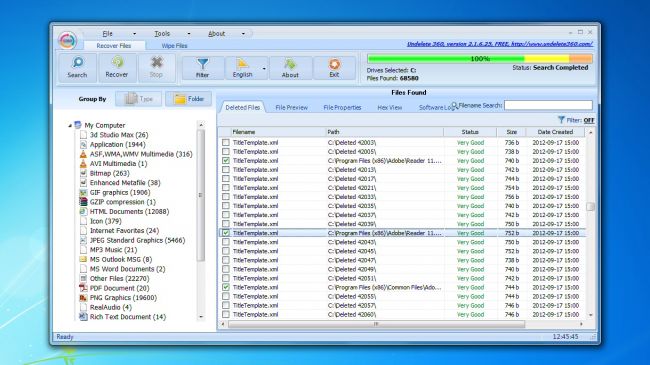 File Tools About
Recover Files Wipe Files
Undelete 360, version 2.1.6.25, FREE, http://www.undelete360.com/
Search Recover Stop Filter English About Exit
100%
Drives Selected: C: Status: Search Completed
Files Found: 68580
Group By Type Folder
Files Found
Deleted Files File Preview File Properties Hex View Software Log Filename Search:
Filter: OFF
Filename Path Status Size Date Created
My Computer
3d Studio Max (26)
Application (1944)
ASF,WMA,WMV Multimedia (316)
AVI Multimedia (1)
Bitmap (263)
Enhanced Metafile (38)
GIF graphics (1906)
GZIP compression (1)
HTML Documents (12088)
Icon (379)
Internet Favorites (24)
JPEG Standard Graphics (5466)
MP3 Music (21)
MS Outlook MSG (8)
MS Word Documents (2)
Other Files (22270)
PDF Document (2)
PNG Graphics (19600)
RealAudio (4)
Rich Text Document (14)
TitleTemplate.xml C:\Deleted 42003\ Very Good 736 b 2012-09-17 15:00
TitleTemplate.xml C:\Deleted 42005\ Very Good 738 b 2012-09-17 15:00
TitleTemplate.xml C:\Program Files (x86)\Adobe\Reader 11.... Very Good 740 b 2012-09-17 15:00
TitleTemplate.xml C:\Deleted 42013\ Very Good 744 b 2012-09-17 15:00
TitleTemplate.xml C:\Deleted 42017\ Very Good 744 b 2012-09-17 15:00
TitleTemplate.xml C:\Deleted 42021\ Very Good 754 b 2012-09-17 15:00
TitleTemplate.xml C:\Deleted 42033\ Very Good 736 b 2012-09-17 15:00
TitleTemplate.xml C:\Deleted 42035\ Very Good 740 b 2012-09-17 15:00
TitleTemplate.xml C:\Deleted 42037\ Very Good 742 b 2012-09-17 15:00
TitleTemplate.xml C:\Deleted 42039\ Very Good 750 b 2012-09-17 15:00
TitleTemplate.xml C:\Program Files (x86)\Adobe\Reader 11.... Very Good 752 b 2012-09-17 15:00
TitleTemplate.xml C:\Deleted 42043\ Very Good 750 b 2012-09-17 15:00
TitleTemplate.xml C:\Deleted 42045\ Very Good 750 b 2012-09-17 15:00
TitleTemplate.xml C:\Deleted 42047\ Very Good 742 b 2012-09-17 15:00
TitleTemplate.xml C:\Deleted 42049\ Very Good 740 b 2012-09-17 15:00
TitleTemplate.xml C:\Deleted 42051\ Very Good 742 b 2012-09-17 15:00
TitleTemplate.xml C:\Program Files (x86)\Common Files\Ado... Very Good 744 b 2012-09-17 15:00
TitleTemplate.xml C:\Deleted 42055\ Very Good 744 b 2012-09-17 15:00
TitleTemplate.xml C:\Deleted 42057\ Very Good 746 b 2012-09-17 15:00
TitleTemplate.xml C:\Deleted 42060\ Very Good 742 b 2012-09-17 15:00
Ready 12:45:45